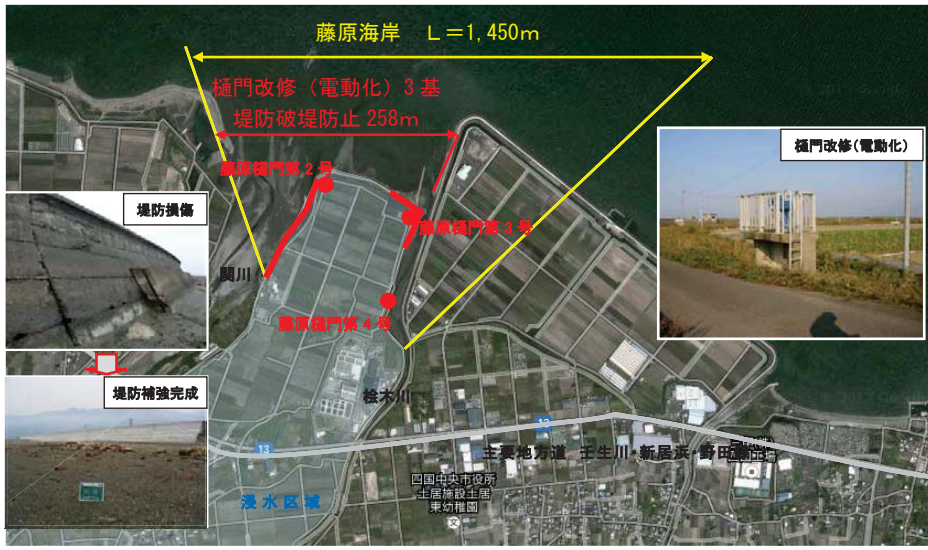 藤原海岸　Ｌ＝1,450ｍ
樋門改修（電動化）３基
堤防破堤防止 258ｍ
樋門改修(電動化)
藤原樋門第２号
堤防損傷
藤原樋門第３号
関川
藤原樋門第４号
堤防補強完成
桧木川
13
13
主要地方道　壬生川・新居浜・野田
四国中央市役所
土居施設土居
東幼稚園
文
浸水区域